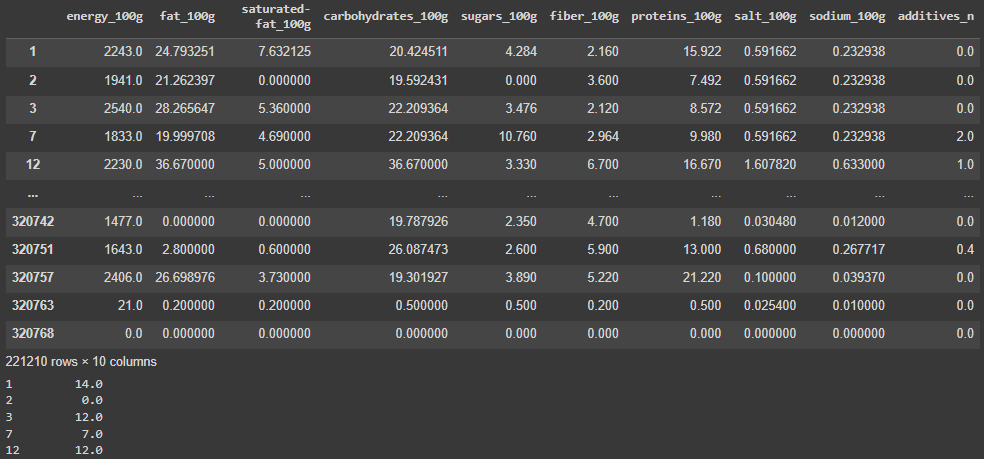 energy_100g fat_100g saturated-fat_100g carbohydrates_100g sugars_100g fiber_100g proteins_100g salt_100g sodium_100g additives_n
1 2243.0 24.793251 7.632125 20.424511 4.284 2.160 15.922 0.591662 0.232938 0.0
2 1941.0 21.262397 0.000000 19.592431 0.000 3.600 7.492 0.591662 0.232938 0.0
3 2540.0 28.265647 5.360000 22.209364 3.476 2.120 8.572 0.591662 0.232938 0.0
7 1833.0 19.999708 4.690000 22.209364 10.760 2.964 9.980 0.591662 0.232938 2.0
12 2230.0 36.670000 5.000000 36.670000 3.330 6.700 16.670 1.607820 0.633000 1.0
... ... ... ... ... ... ... ... ... ... ...
320742 1477.0 0.000000 0.000000 19.787926 2.350 4.700 1.180 0.030480 0.012000 0.0
320751 1643.0 2.800000 0.600000 26.087473 2.600 5.900 13.000 0.680000 0.267717 0.4
320757 2406.0 26.698976 3.730000 19.301927 3.890 5.220 21.220 0.100000 0.039370 0.0
320763 21.0 0.200000 0.200000 0.500000 0.500 0.200 0.500 0.025400 0.010000 0.0
320768 0.0 0.000000 0.000000 0.000000 0.000 0.000 0.000 0.000000 0.000000 0.0
221210 rows × 10 columns
1 14.0
2 0.0
3 12.0
7 7.0
12 12.0